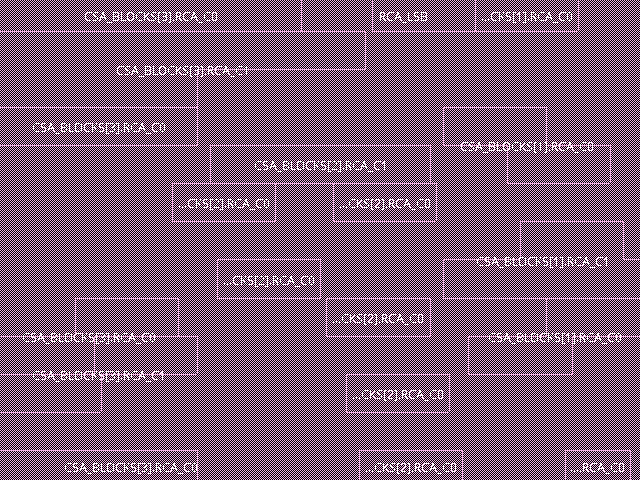 CSA_BLOCKS[3].RCA_C0 RCA_LSB ...[1].RCA_C0
CSA_BLOCKS[3].RCA_C1
CSA_BLOCKS[2].RCA_C0
CSA_BLOCKS[1].RCA_C0
CSA_BLOCKS[2].RCA_C1
...CKS[2].RCA_C0 ...CKS[2].RCA_C0
CSA_BLOCKS[1].RCA_C1
...CKS[2].RCA_C0
...CKS[2].RCA_C0
CSA_BLOCKS[3].RCA_C0 CSA_BLOCKS[1].RCA_C0
CSA_BLOCKS[3].RCA_C1
...CKS[2].RCA_C0
CSA_BLOCKS[3].RCA_C0 ...CKS[2].RCA_C0 ...RCA_C0